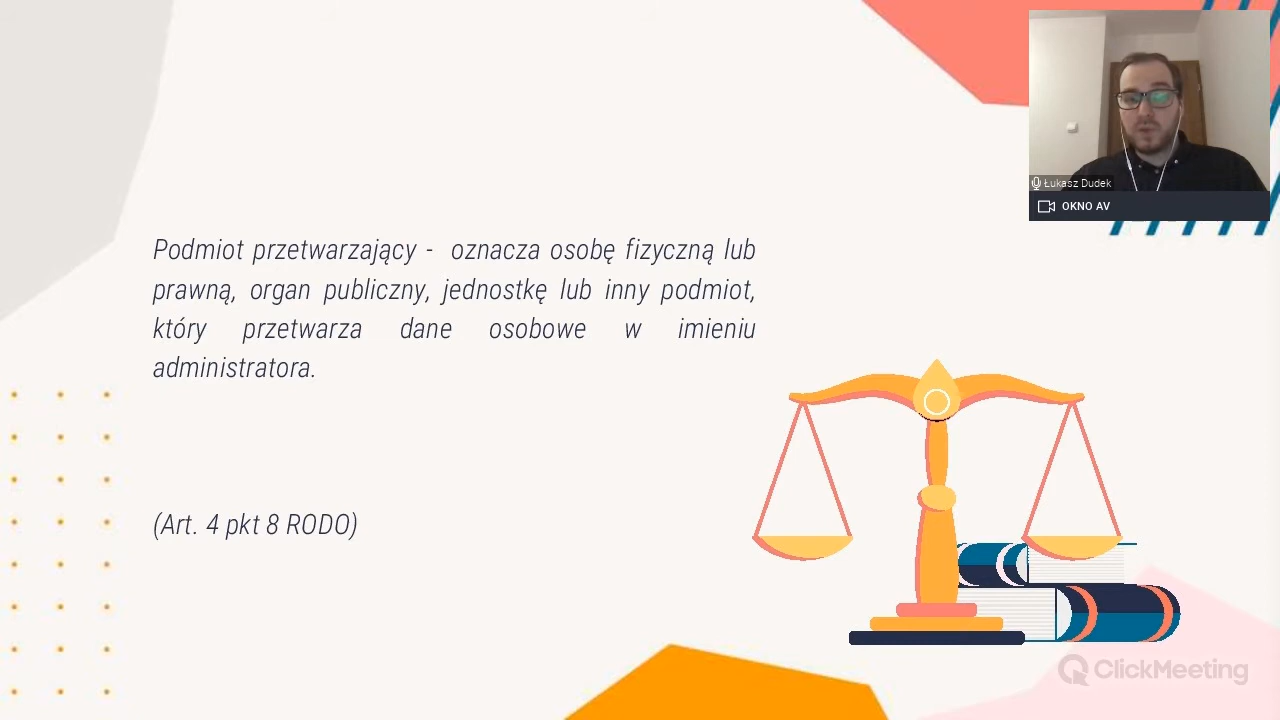 Łukasz Dudek
OKNO AV
Podmiot przetwarzający - oznacza osobę fizyczną lub
prawną, organ publiczny, jednostkę lub inny podmiot,
który przetwarza dane osobowe w imieniu
administratora.
(Art. 4 pkt 8 RODO)
ClickMeeting